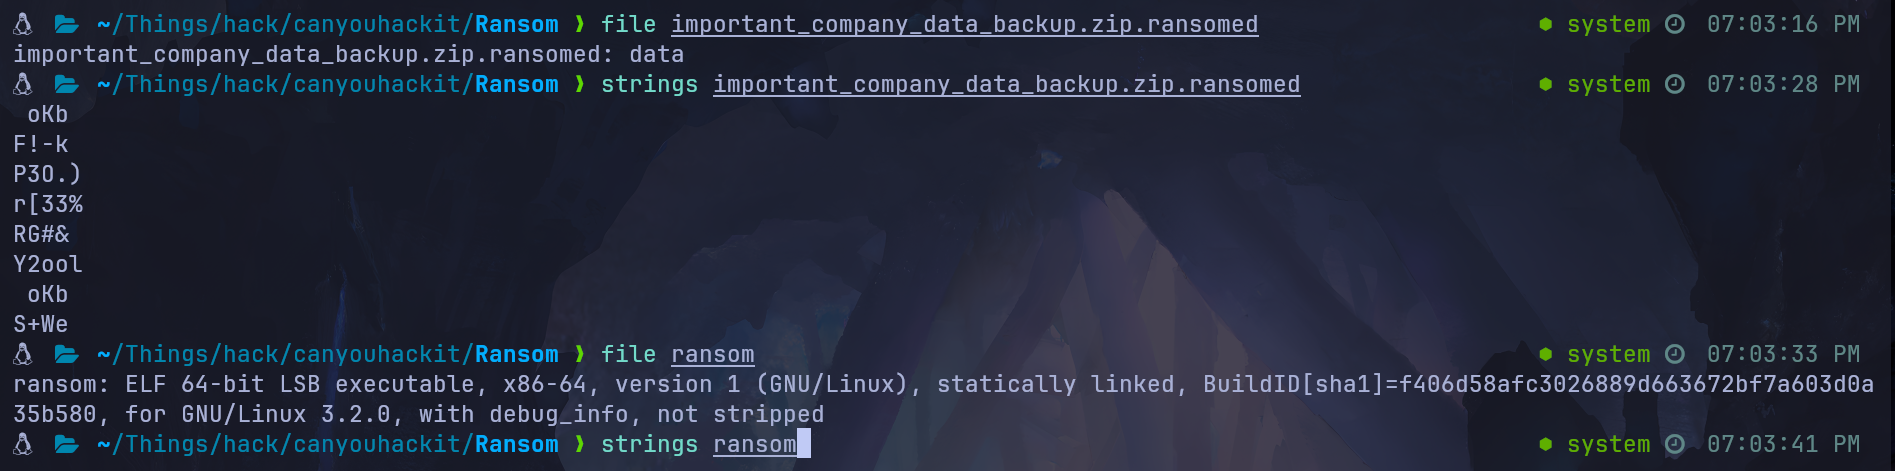 ~/Things/hack/canyouhackit/Ransom ❱ file important_company_data_backup.zip.ransomed ⬢ system 07:03:16 PM
important_company_data_backup.zip.ransomed: data
~/Things/hack/canyouhackit/Ransom ❱ strings important_company_data_backup.zip.ransomed ⬢ system 07:03:28 PM
 oKb
F!-k
P3O.)
r[33%
RG#&
Y2ool
 oKb
S+We
~/Things/hack/canyouhackit/Ransom ❱ file ransom ⬢ system 07:03:33 PM
ransom: ELF 64-bit LSB executable, x86-64, version 1 (GNU/Linux), statically linked, BuildID[sha1]=f406d58afc3026889d663672bf7a603d0a
35b580, for GNU/Linux 3.2.0, with debug_info, not stripped
~/Things/hack/canyouhackit/Ransom ❱ strings ransom ⬢ system 07:03:41 PM